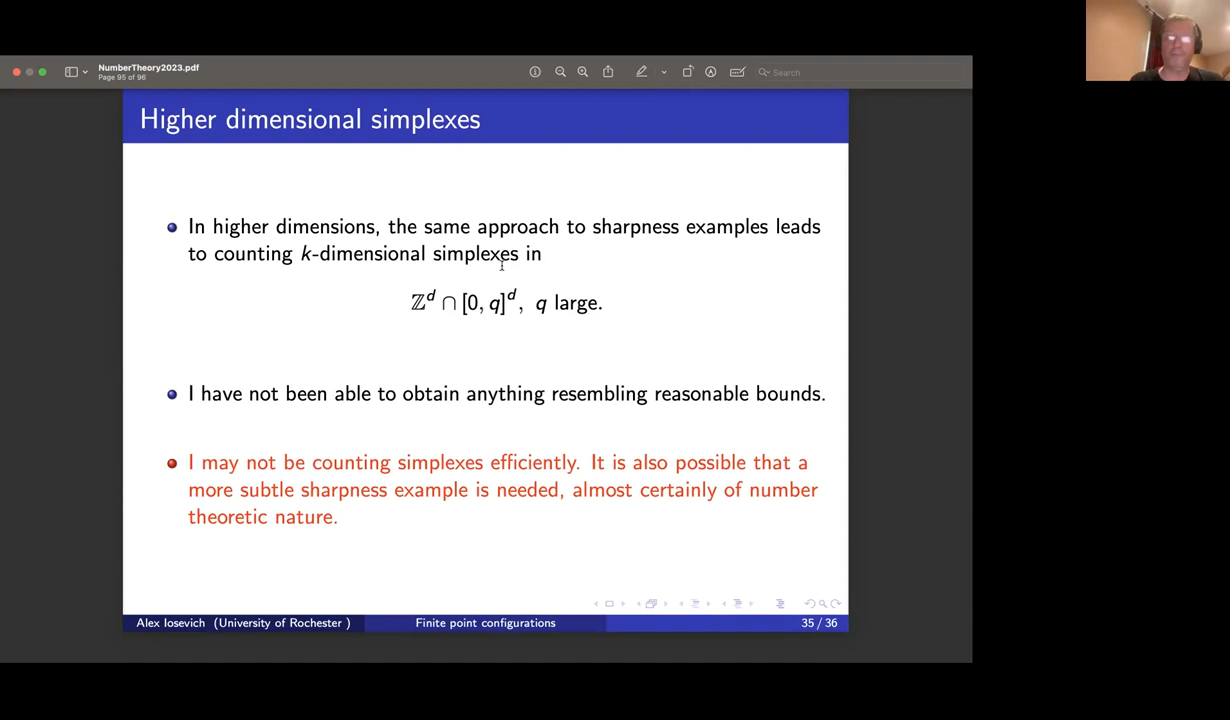 NumberTheory2023.pdf
Page 95 of 96
Search
Higher dimensional simplexes
In higher dimensions, the same approach to sharpness examples leads
to counting k-dimensional simplexes in
ℤᵈ ∩ [0, q]ᵈ, q large.
I have not been able to obtain anything resembling reasonable bounds.
I may not be counting simplexes efficiently. It is also possible that a
more subtle sharpness example is needed, almost certainly of number
theoretic nature.
Alex Iosevich (University of Rochester ) Finite point configurations 35 / 36